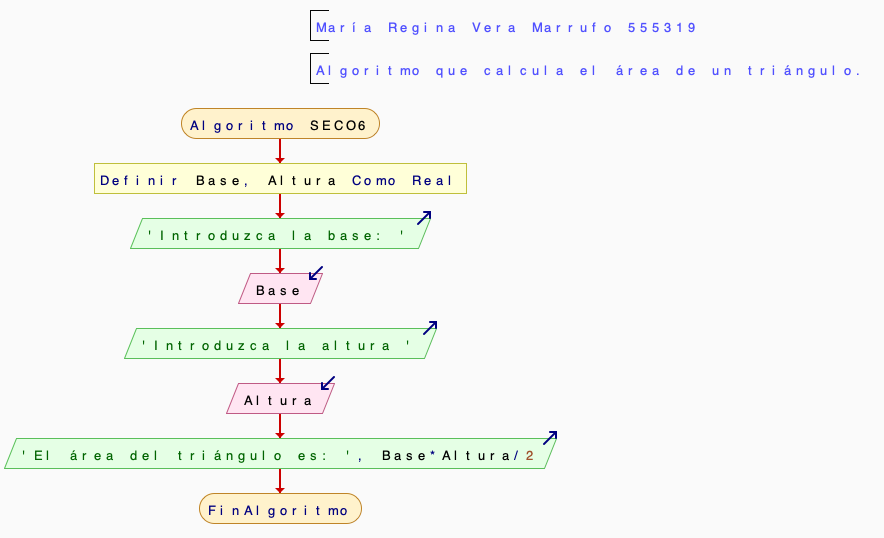 María Regina Vera Marrufo 555319
Algoritmo que calcula el área de un triángulo.
Algoritmo SECO6
Definir Base, Altura Como Real
'Introduzca la base: '
Base
'Introduzca la altura '
Altura
'El área del triángulo es: ', Base*Altura/2
FinAlgoritmo